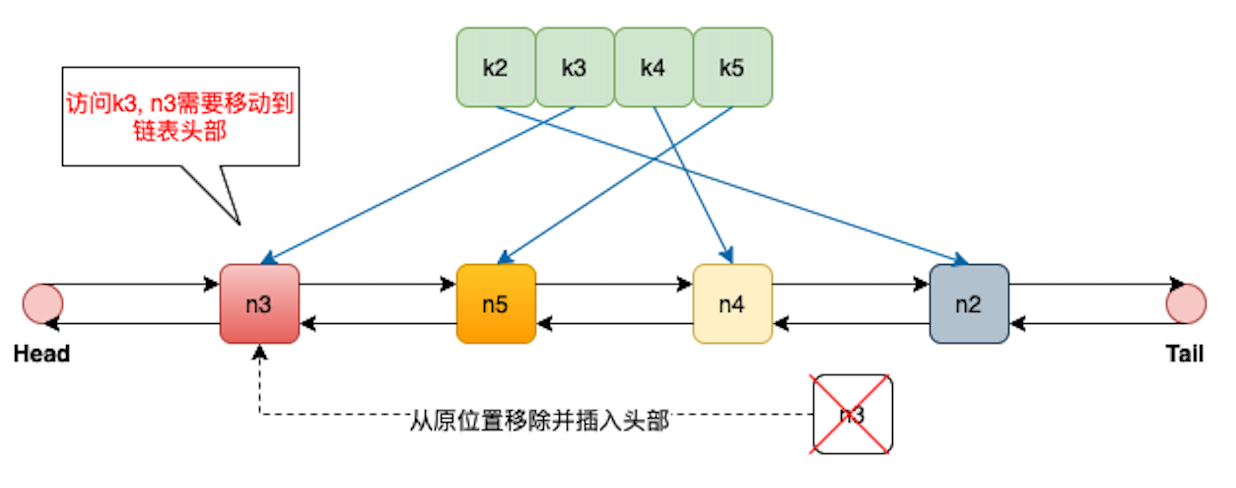 k2 k3 k4 k5
访问k3, n3需要移动到
链表头部
n3 n5 n4 n2
Head
Tail
n3
从原位置移除并插入头部